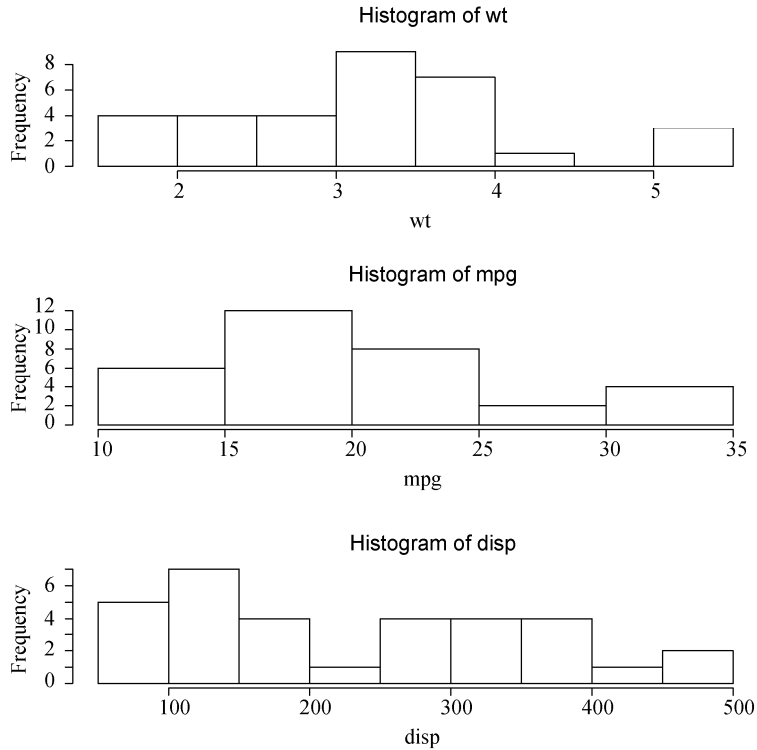 Histogram of wt
Frequency
8
6
4
2
0
2 3 4 5
wt
Histogram of mpg
Frequency
12
10
8
6
4
2
0
10 15 20 25 30 35
mpg
Histogram of disp
Frequency
6
4
2
0
100 200 300 400 500
disp